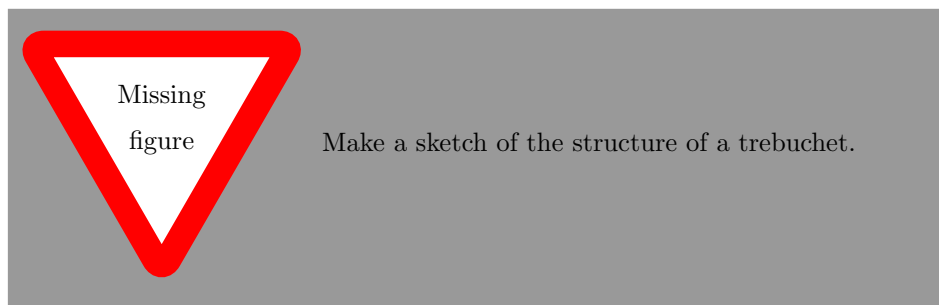 Missing
figure
Make a sketch of the structure of a trebuchet.